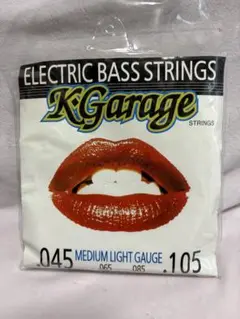 ELECTRIC BASS STRINGS
K·Garage
STRINGS
.045 MEDIUM LIGHT GAUGE .105
.065 .085